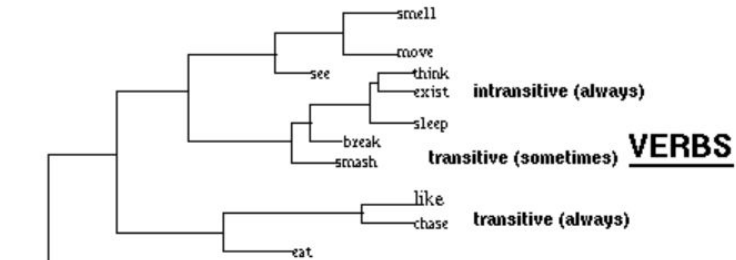 smell
move
see
think
exist
intransitive (always)
sleep
break
smash
transitive (sometimes)
VERBS
like
chase
transitive (always)
eat